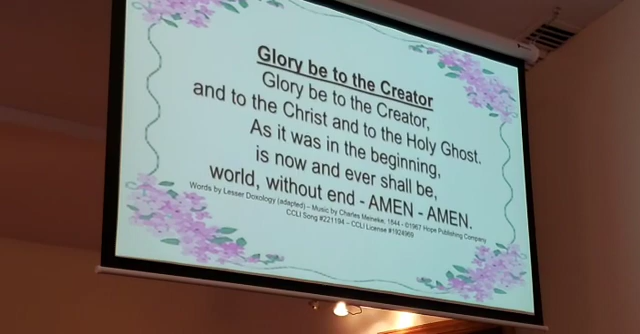 Glory be to the Creator
Glory be to the Creator,
and to the Christ and to the Holy Ghost.
As it was in the beginning,
is now and ever shall be,
world, without end - AMEN - AMEN.
Words by Lesser Doxology (adapted) – Music by Charles Meineke, 1844 - ©1967 Hope Publishing Company
CCLI Song #221194 – CCLI License #1924969